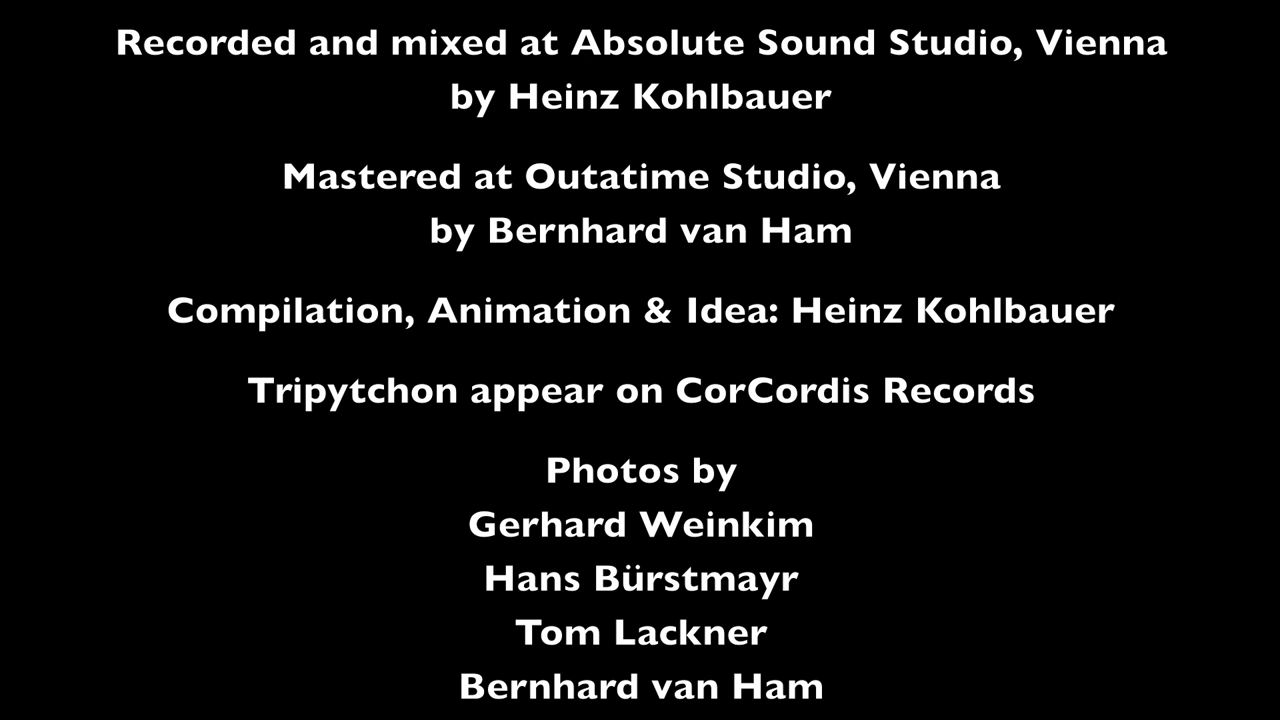 Recorded and mixed at Absolute Sound Studio, Vienna
by Heinz Kohlbauer
Mastered at Outatime Studio, Vienna
by Bernhard van Ham
Compilation, Animation & Idea: Heinz Kohlbauer
Tripytchon appear on CorCordis Records
Photos by
Gerhard Weinkim
Hans Bürstmayr
Tom Lackner
Bernhard van Ham